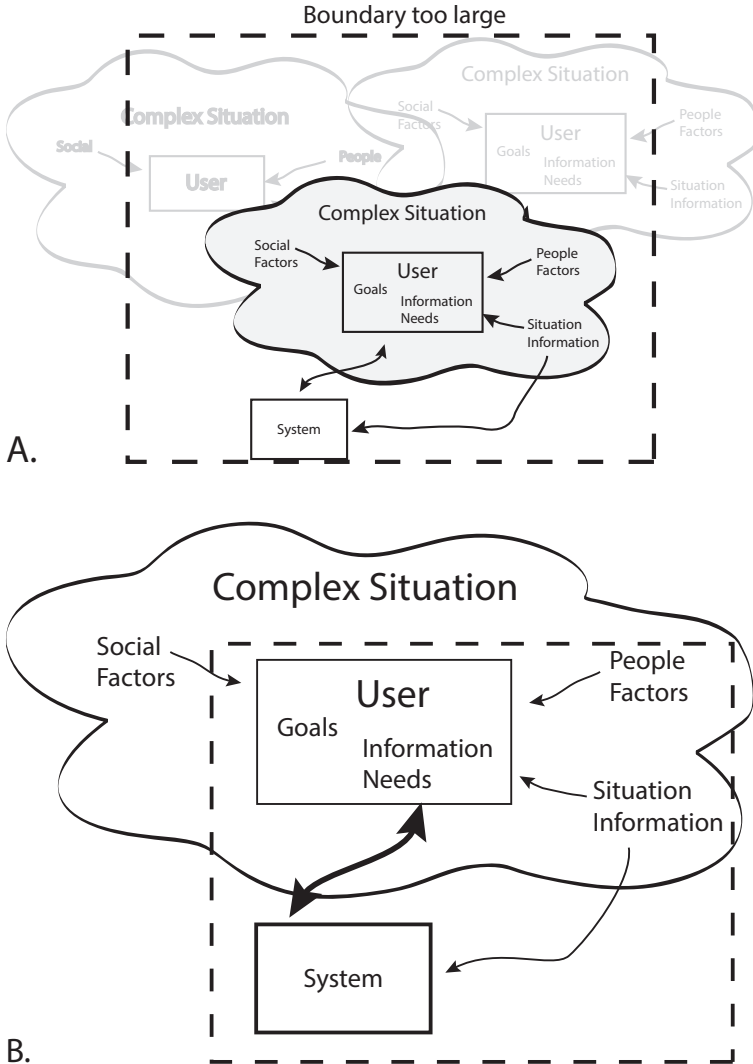 Boundary too large
Complex Situation
Social
User
People
Complex Situation
Social
Factors
User
Goals
Information
Needs
People
Factors
Situation
Information
Complex Situation
Social
Factors
User
Goals
Information
Needs
People
Factors
Situation
Information
System
A.
Complex Situation
Social
Factors
User
Goals
Information
Needs
People
Factors
Situation
Information
System
B.